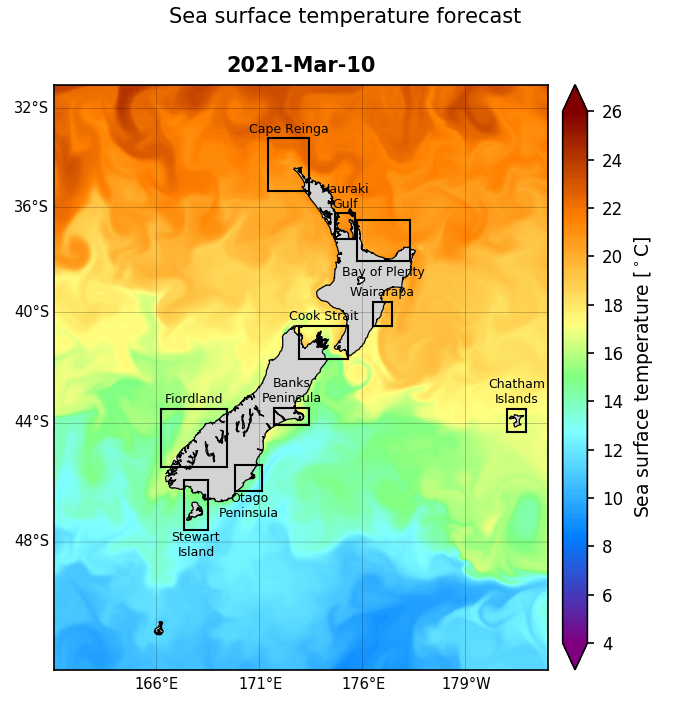 Sea surface temperature forecast
2021-Mar-10
32°S
36°S
40°S
44°S
48°S
166°E
171°E
176°E
179°W
Cape Reinga
Hauraki
Gulf
Bay of Plenty
Wairarapa
Cook Strait
Banks
Peninsula
Fiordland
Chatham
Islands
Otago
Peninsula
Stewart
Island
26
24
22
20
18
16
14
12
10
8
6
4
Sea surface temperature [°C]